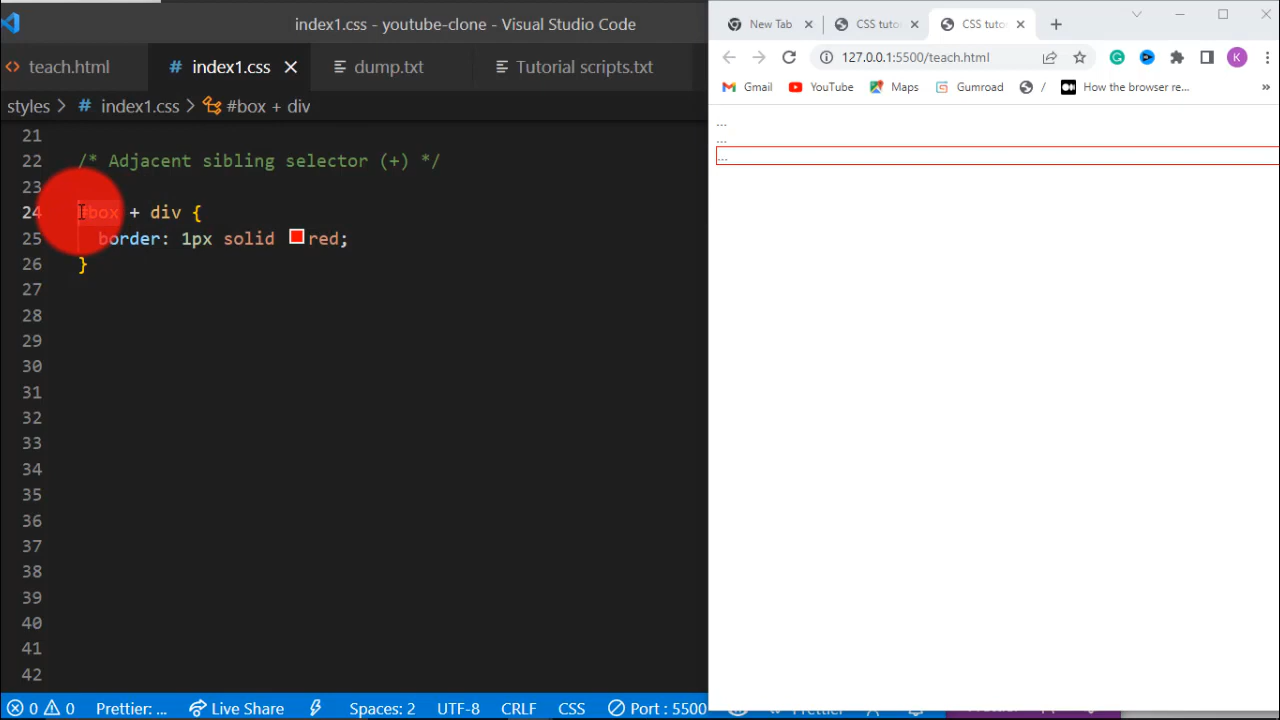 index1.css - youtube-clone - Visual Studio Code
teach.html
index1.css
dump.txt
Tutorial scripts.txt
styles > # index1.css > #box + div
21
22 /* Adjacent sibling selector (+) */
23
24 #box + div {
25 border: 1px solid red;
26 }
27
28
29
30
31
32
33
34
35
36
37
38
39
40
41
42
0 0 Prettier: ... Live Share Spaces: 2 UTF-8 CRLF CSS Port : 5500
New Tab
CSS tuto
CSS tuto
127.0.0.1:5500/teach.html
K
Gmail YouTube Maps Gumroad / How the browser re... »
...
...
...